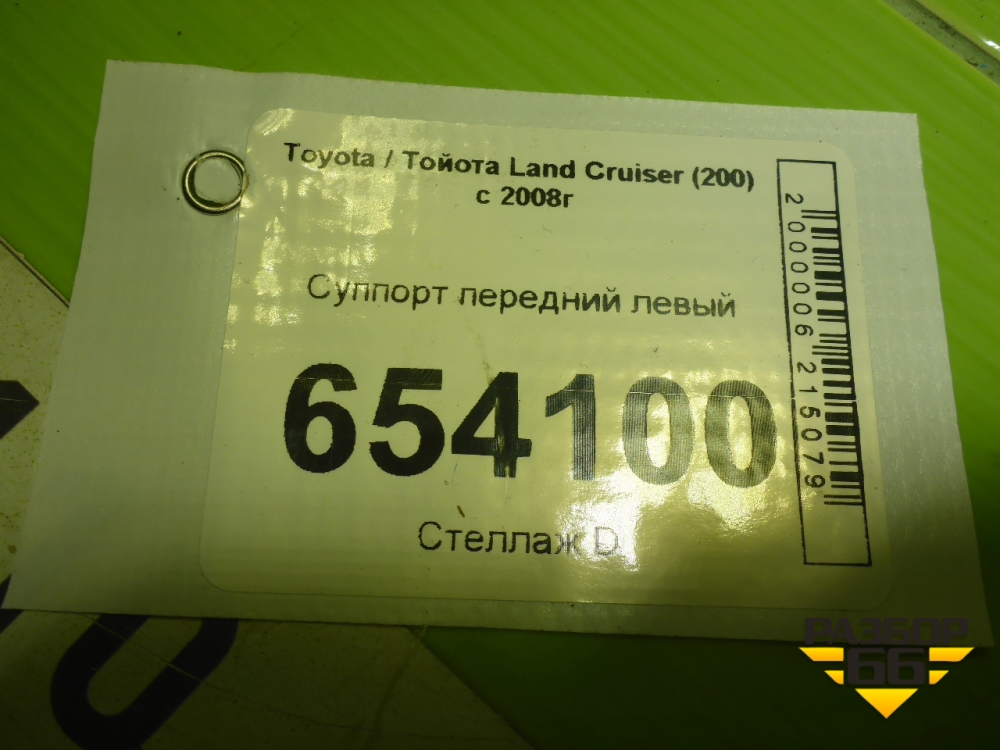 Toyota / Тойота Land Cruiser (200)
с 2008г
Суппорт передний левый
654100
Стеллаж D
2000006215079
РАЗБОР
66